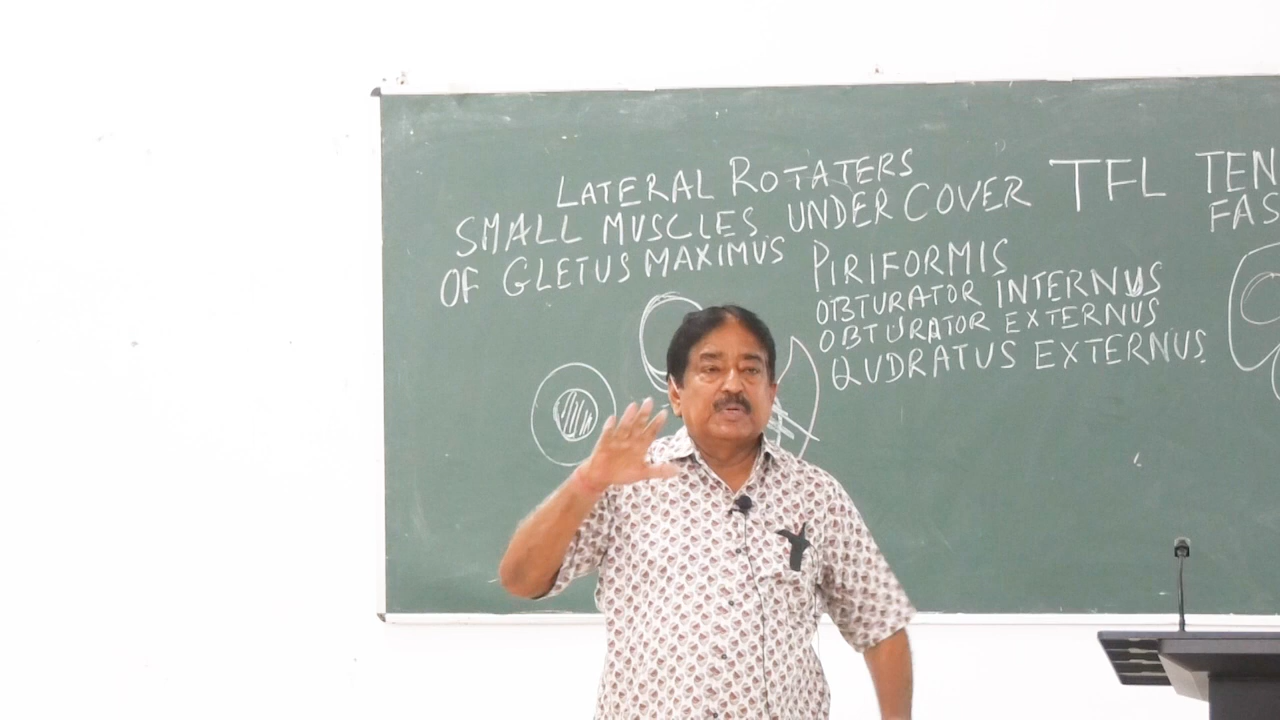 LATERAL ROTATERS
SMALL MUSCLES UNDER COVER
OF GLETUS MAXIMUS
PIRIFORMIS
OBTURATOR INTERNUS
OBTURATOR EXTERNUS
QUDRATUS EXTERNUS
TFL TEN
FAS